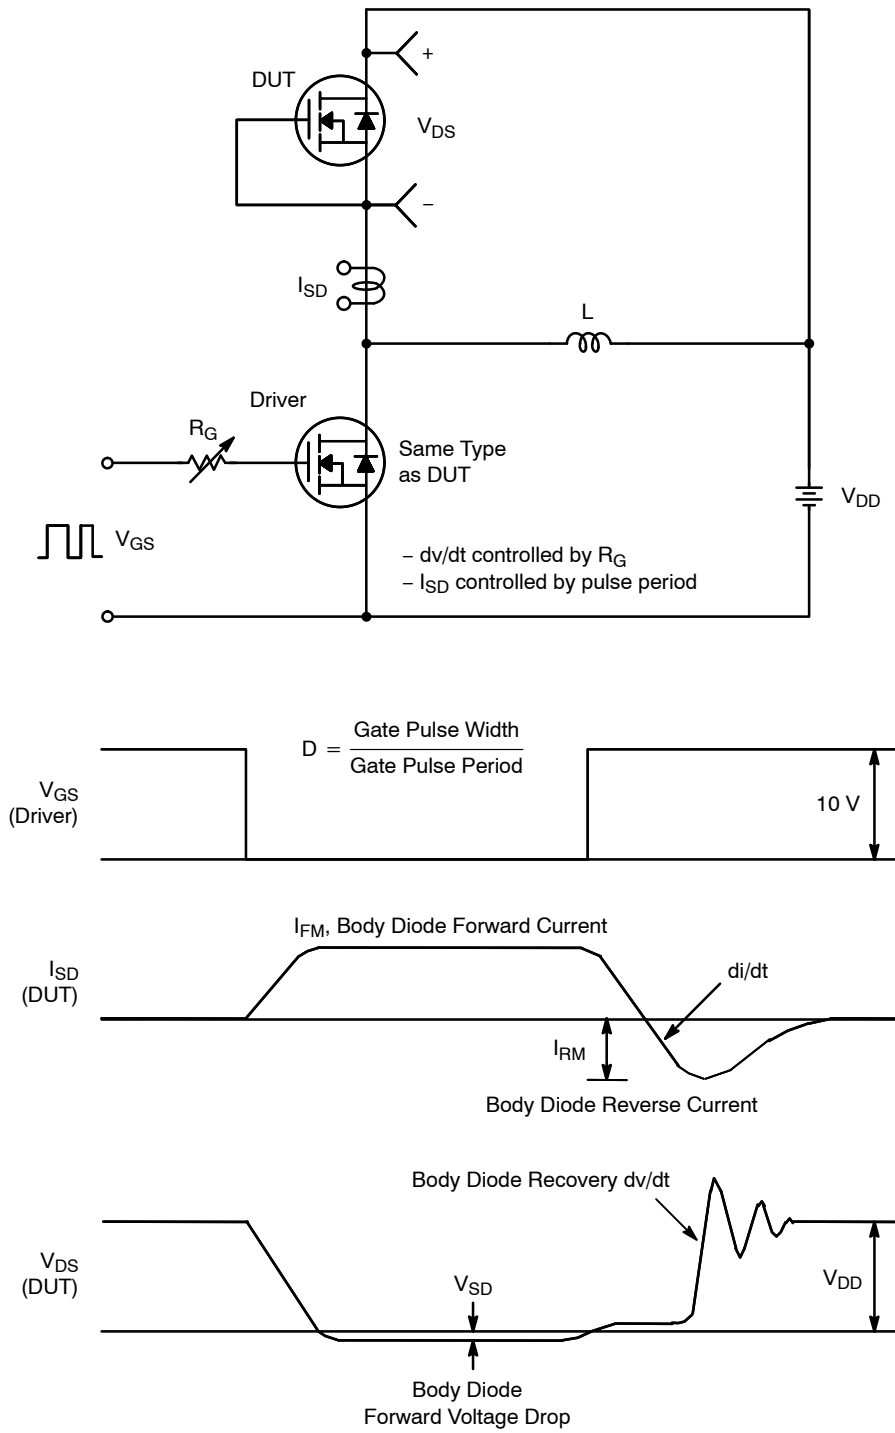 +
DUT
V_DS
−
I_SD
L
Driver
R_G
Same Type
as DUT
V_DD
V_GS
− dv/dt controlled by R_G
− I_SD controlled by pulse period
D = Gate Pulse Width
Gate Pulse Period
V_GS
(Driver)
10 V
I_FM, Body Diode Forward Current
I_SD
(DUT)
di/dt
I_RM
Body Diode Reverse Current
Body Diode Recovery dv/dt
V_DS
(DUT)
V_SD
V_DD
Body Diode
Forward Voltage Drop